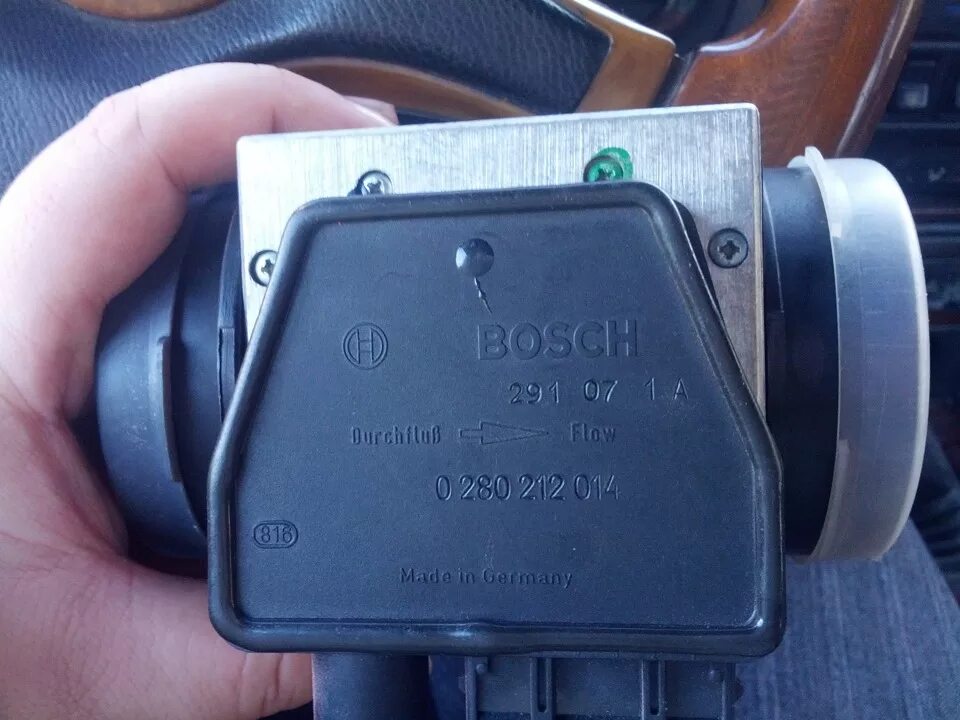 BOSCH
291 07 1 A
Durchfluß Flow
0 280 212 014
816
Made in Germany